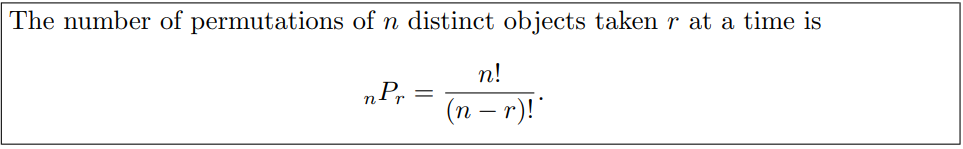 The number of permutations of n distinct objects taken r at a time is
ₙPᵣ = n! / (n − r)!.